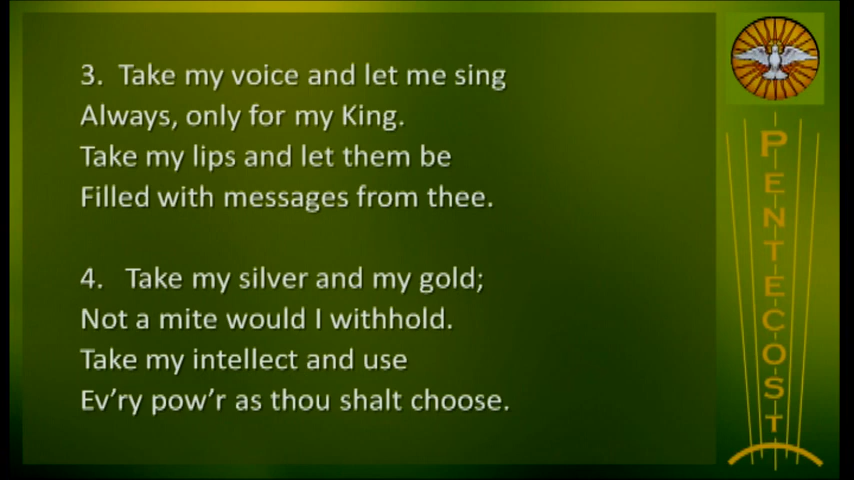 3. Take my voice and let me sing
Always, only for my King.
Take my lips and let them be
Filled with messages from thee.
4. Take my silver and my gold;
Not a mite would I withhold.
Take my intellect and use
Ev’ry pow’r as thou shalt choose.
PENTECOST